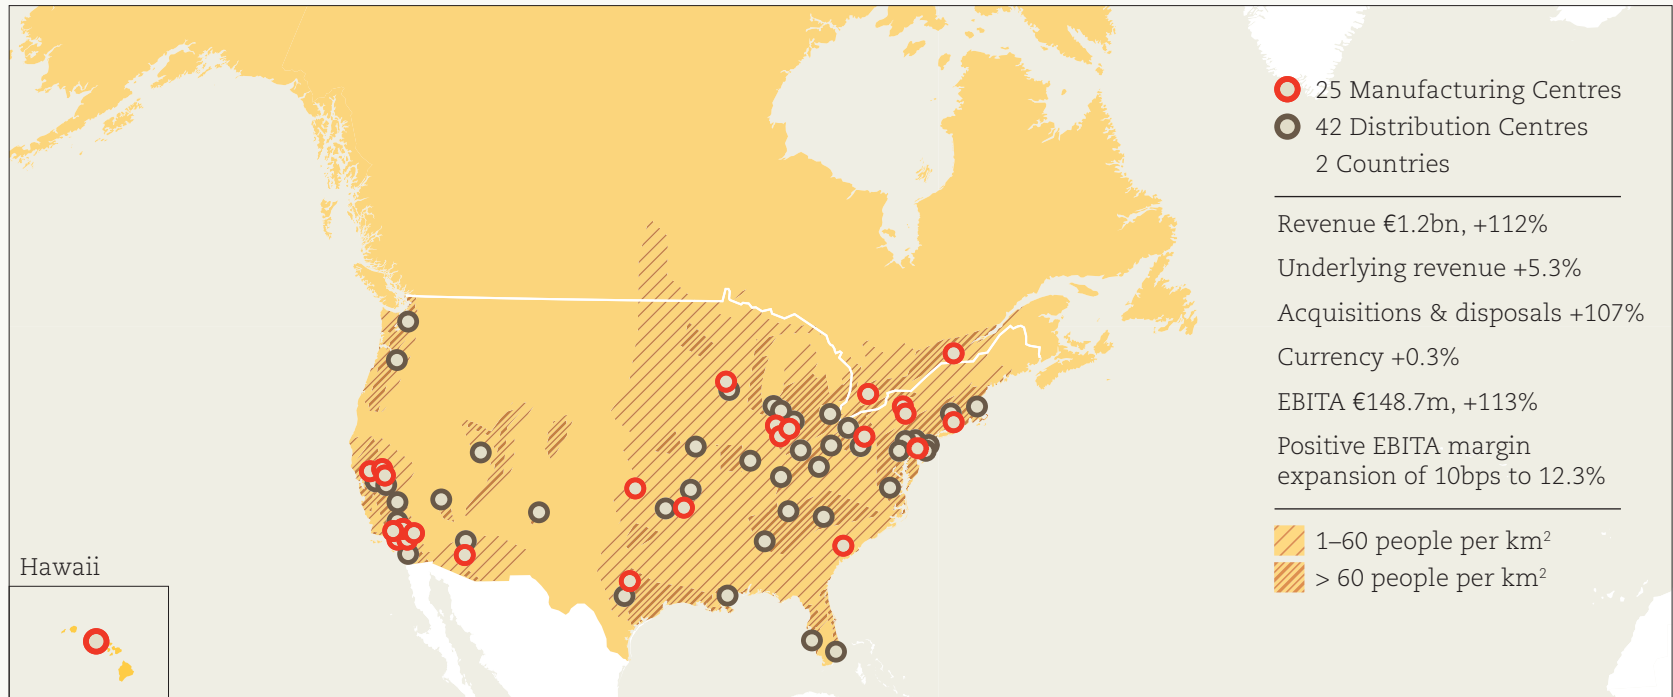 25 Manufacturing Centres
42 Distribution Centres
2 Countries
Revenue €1.2bn, +112%
Underlying revenue +5.3%
Acquisitions & disposals +107%
Currency +0.3%
EBITA €148.7m, +113%
Positive EBITA margin
expansion of 10bps to 12.3%
1–60 people per km²
> 60 people per km²
Hawaii